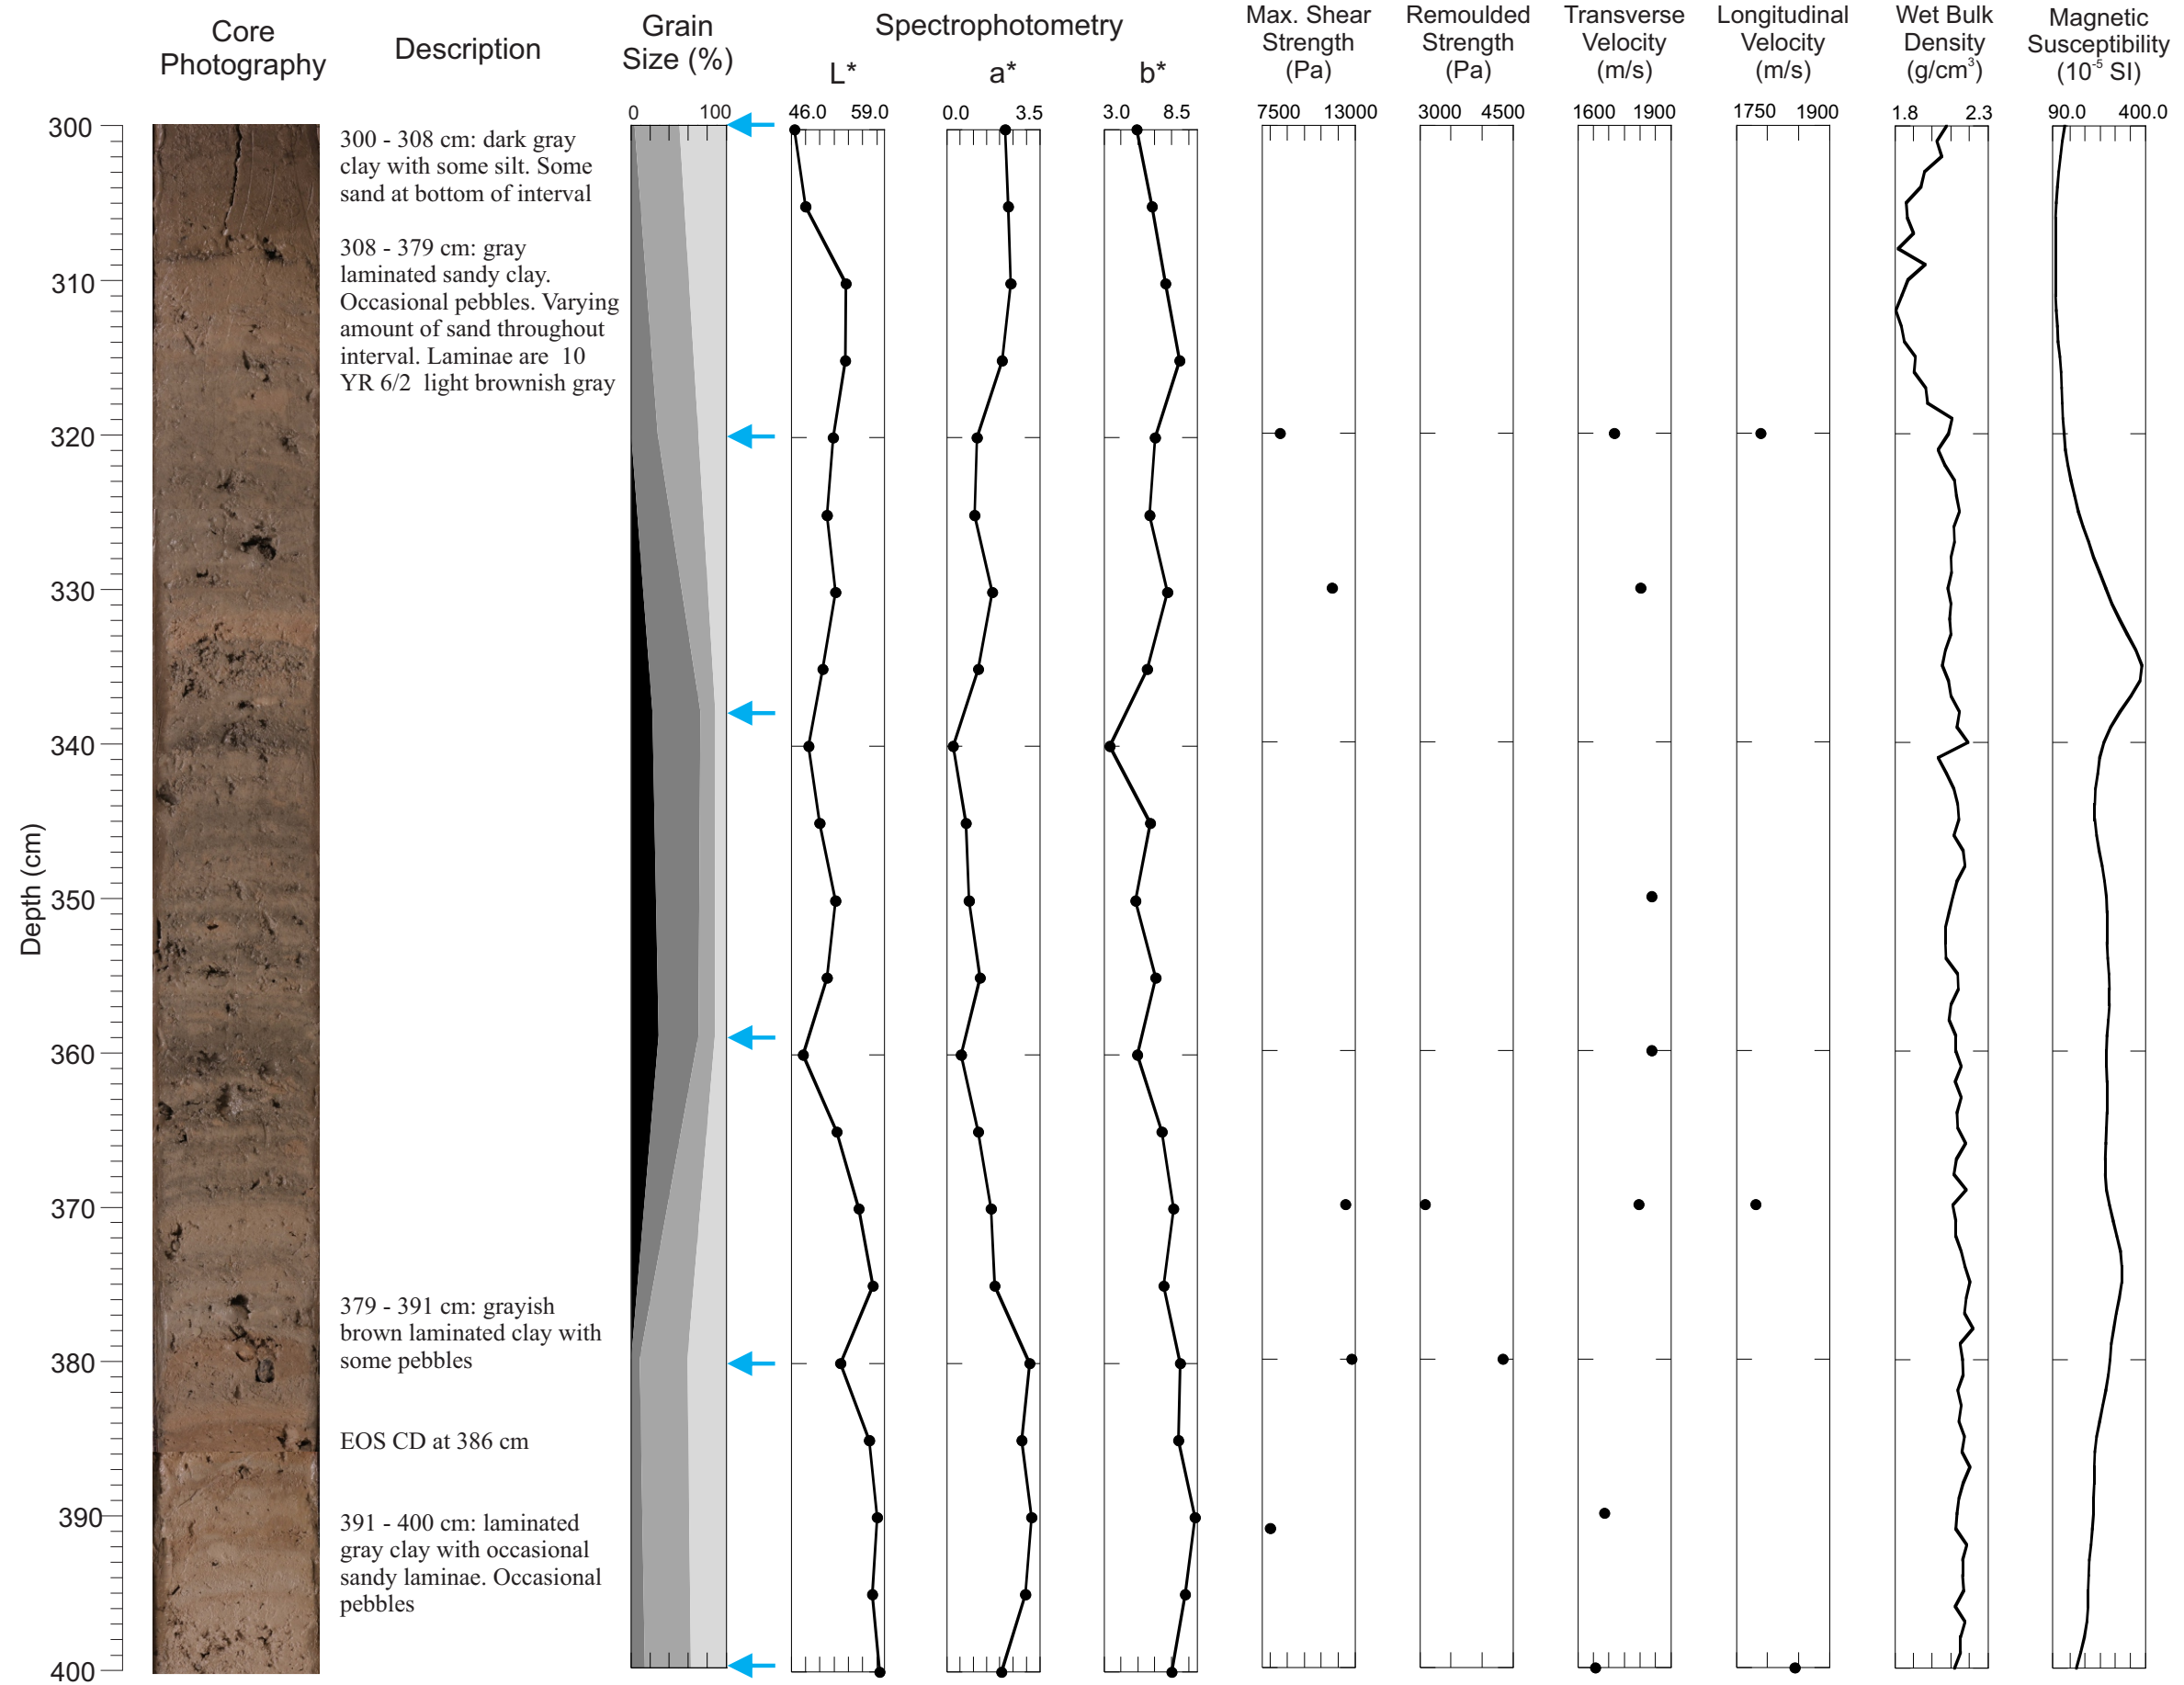 Core
Photography
Description
Grain
Size (%)
Spectrophotometry
L*
a*
b*
Max. Shear
Strength
(Pa)
Remoulded
Strength
(Pa)
Transverse
Velocity
(m/s)
Longitudinal
Velocity
(m/s)
Wet Bulk
Density
(g/cm³)
Magnetic
Susceptibility
(10⁻⁵ SI)
0 100
46.0 59.0
0.0 3.5
3.0 8.5
7500 13000
3000 4500
1600 1900
1750 1900
1.8 2.3
90.0 400.0
Depth (cm)
300
310
320
330
340
350
360
370
380
390
400
300 - 308 cm: dark gray
clay with some silt. Some
sand at bottom of interval
308 - 379 cm: gray
laminated sandy clay.
Occasional pebbles. Varying
amount of sand throughout
interval. Laminae are 10
YR 6/2 light brownish gray
379 - 391 cm: grayish
brown laminated clay with
some pebbles
EOS CD at 386 cm
391 - 400 cm: laminated
gray clay with occasional
sandy laminae. Occasional
pebbles